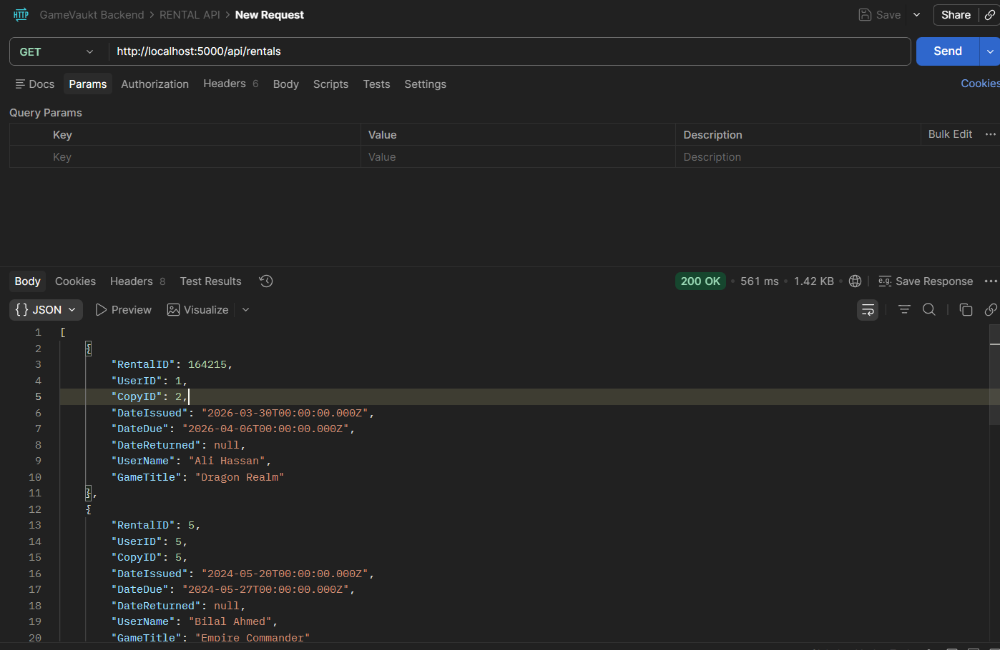 HTTP GameVaukt Backend > RENTAL API > New Request Save Share
GET http://localhost:5000/api/rentals Send
Docs Params Authorization Headers 6 Body Scripts Tests Settings Cookies
Query Params
Key Value Description Bulk Edit ...
Key Value Description
Body Cookies Headers 8 Test Results 200 OK • 561 ms • 1.42 KB • e.g. Save Response ...
{} JSON Preview Visualize
1 [
2 {
3 "RentalID": 164215,
4 "UserID": 1,
5 "CopyID": 2,
6 "DateIssued": "2026-03-30T00:00:00.000Z",
7 "DateDue": "2026-04-06T00:00:00.000Z",
8 "DateReturned": null,
9 "UserName": "Ali Hassan",
10 "GameTitle": "Dragon Realm"
11 },
12 {
13 "RentalID": 5,
14 "UserID": 5,
15 "CopyID": 5,
16 "DateIssued": "2024-05-20T00:00:00.000Z",
17 "DateDue": "2024-05-27T00:00:00.000Z",
18 "DateReturned": null,
19 "UserName": "Bilal Ahmed",
20 "GameTitle": "Empire Commander"